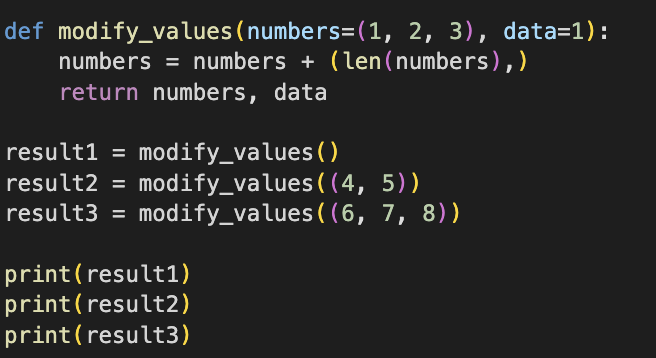 def modify_values(numbers=(1, 2, 3), data=1):
    numbers = numbers + (len(numbers),)
    return numbers, data

result1 = modify_values()
result2 = modify_values((4, 5))
result3 = modify_values((6, 7, 8))

print(result1)
print(result2)
print(result3)